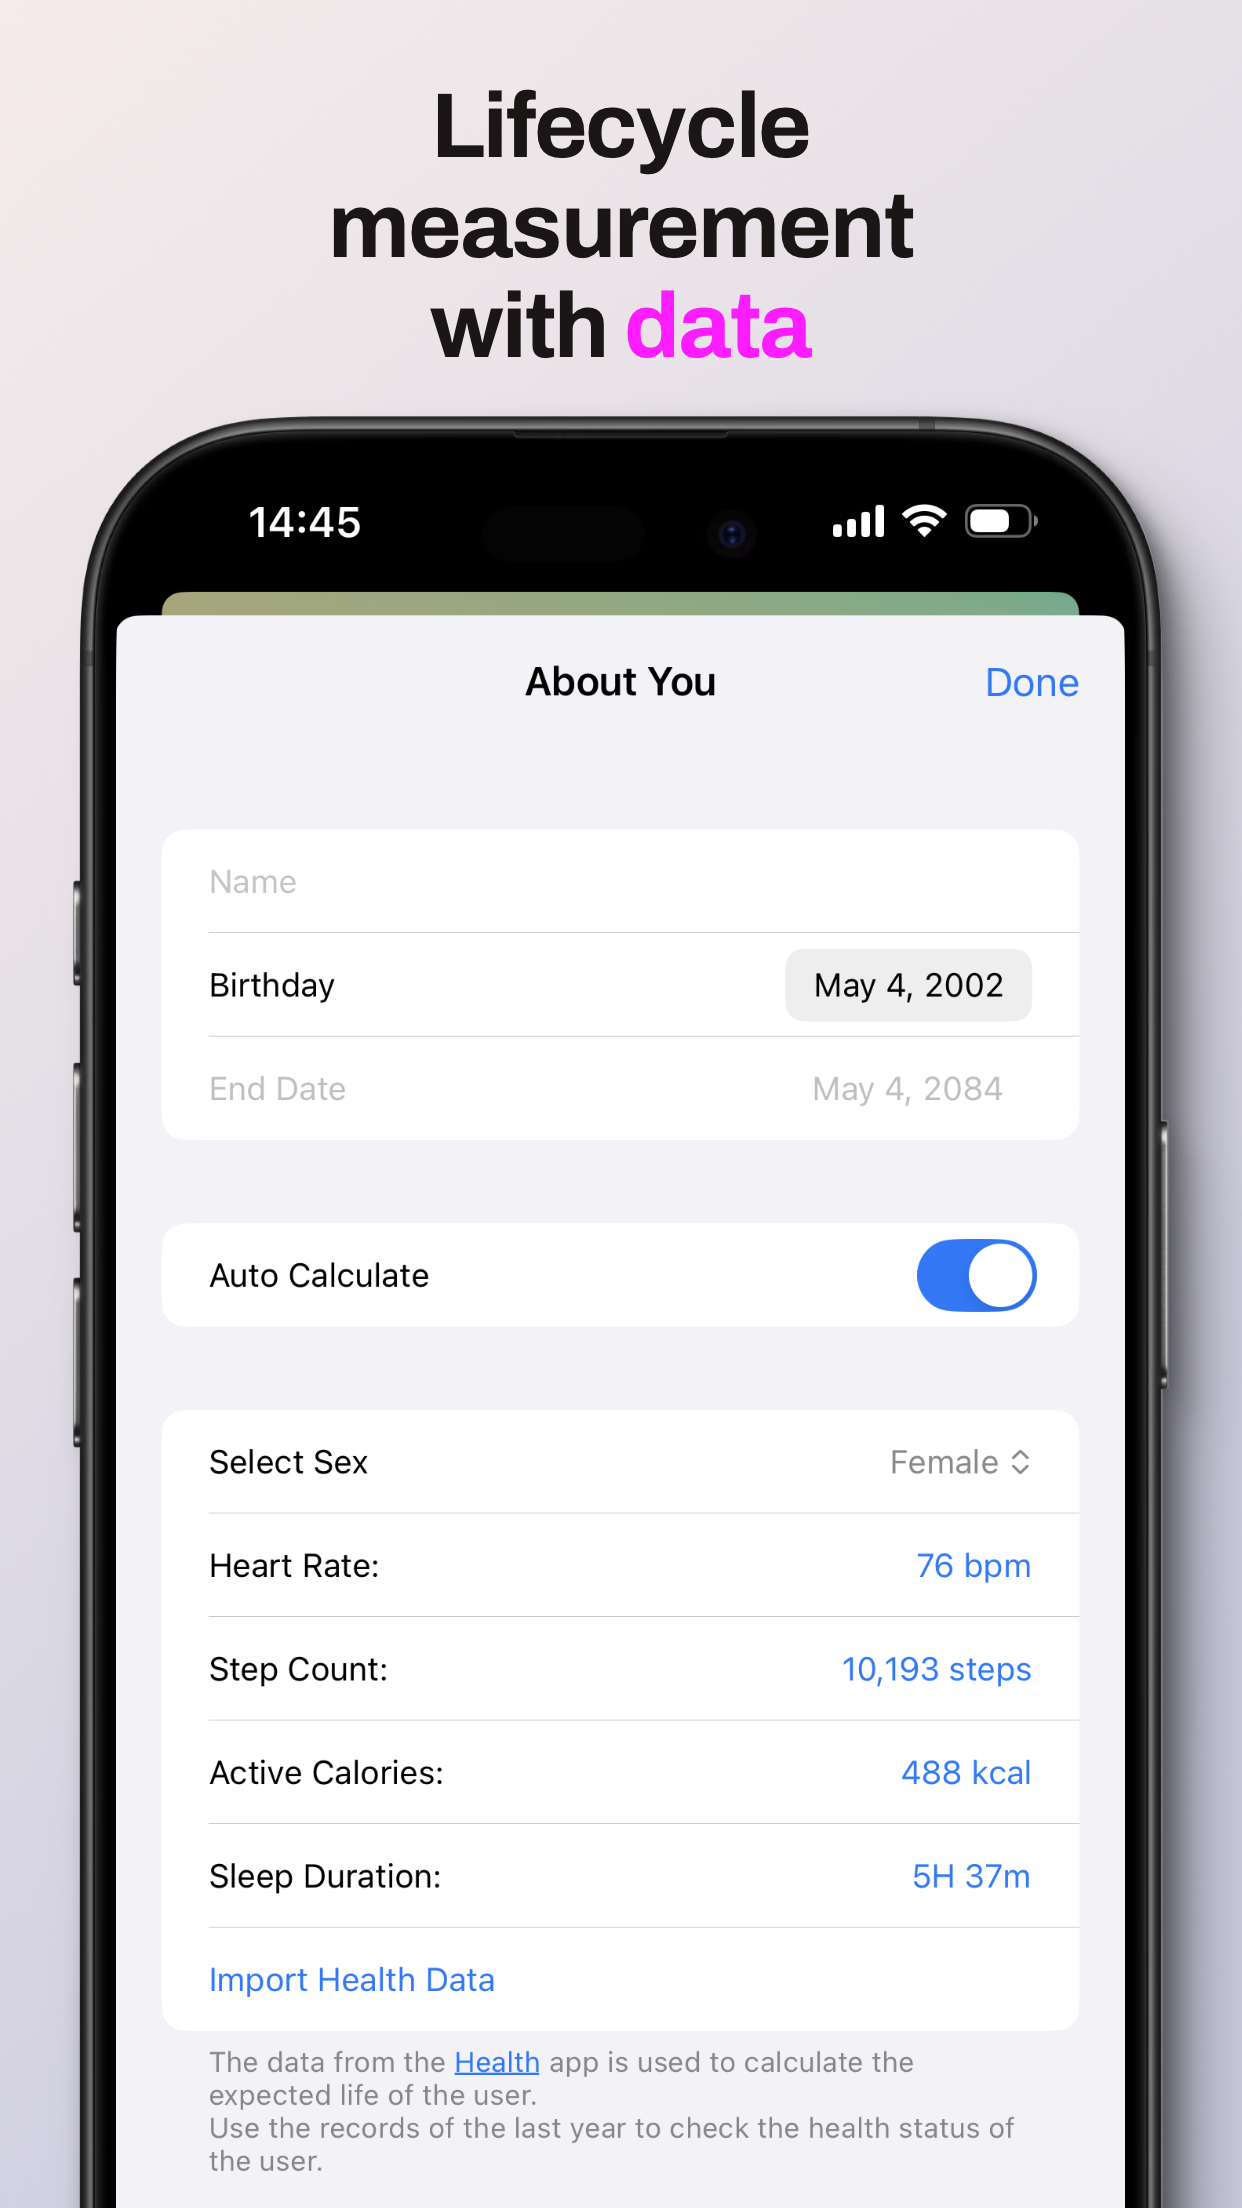 Lifecycle
measurement
with data
14:45
About You
Done
Name
Birthday
May 4, 2002
End Date
May 4, 2084
Auto Calculate
Select Sex
Female
Heart Rate:
76 bpm
Step Count:
10,193 steps
Active Calories:
488 kcal
Sleep Duration:
5H 37m
Import Health Data
The data from the Health app is used to calculate the
expected life of the user.
Use the records of the last year to check the health status of
the user.